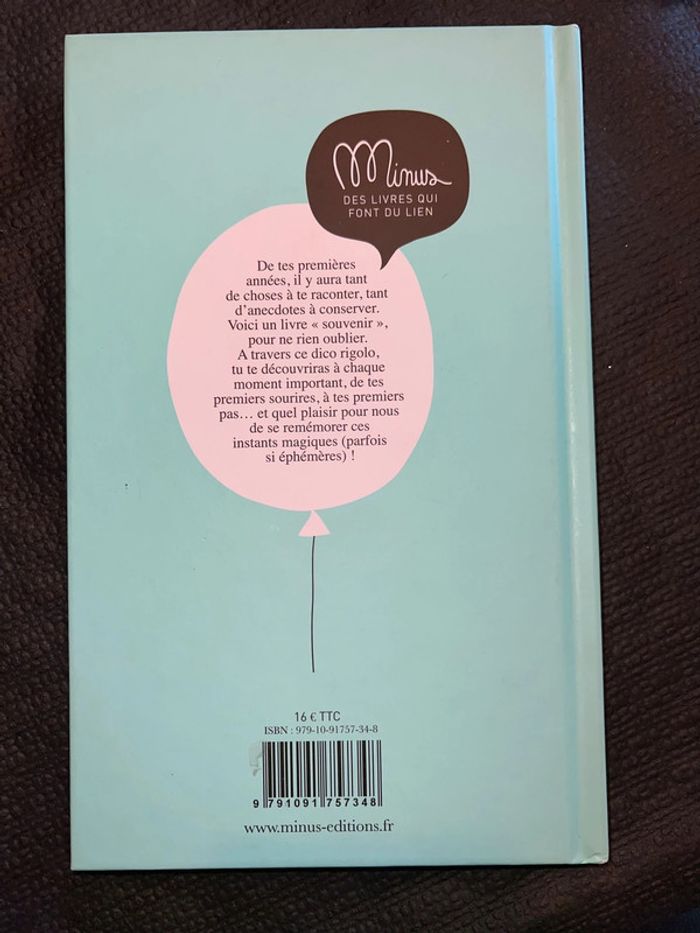 Minus
DES LIVRES QUI
FONT DU LIEN
De tes premières
années, il y aura tant
de choses à te raconter, tant
d'anecdotes à conserver.
Voici un livre « souvenir »,
pour ne rien oublier.
A travers ce dico rigolo,
tu te découvriras à chaque
moment important, de tes
premiers sourires, à tes premiers
pas… et quel plaisir pour nous
de se remémorer ces
instants magiques (parfois
si éphémères) !
16 € TTC
ISBN : 979-10-91757-34-8
9 791091 757348
www.minus-editions.fr